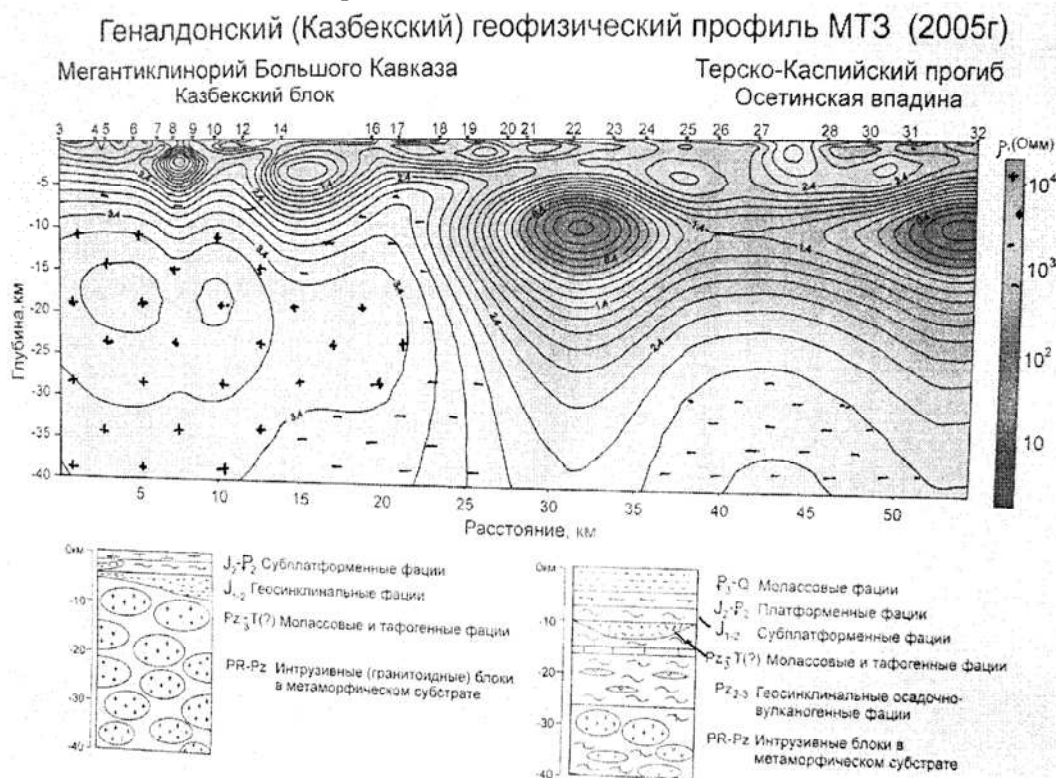 Геналдонский (Казбекский) геофизический профиль МТЗ (2005г)
Мегантиклинорий Большого Кавказа
Казбекский блок
Терско-Каспийский прогиб
Осетинская впадина
3 4 5 6 7 8 9 10 12 14 16 17 18 19 20 21 22 23 24 25 26 27 28 30 31 32
ρ,(Омм)
10⁴
10³
10²
10
Глубина,км
-5
-10
-15
-20
-25
-30
-35
-40
5 10 15 20 25 30 35 40 45 50
Расстояние, км
0км
-10
-20
-30
-40
J₃-P₂ Субплатформенные фации
J₁₋₂ Геосинклинальные фации
Pz₃-T(?) Молассовые и тафогенные фации
PR-Pz Интрузивные (гранитоидные) блоки
в метаморфическом субстрате
0км
-10
-20
-30
-40
P₃-Q Молассовые фации
J₂-P₂ Платформенные фации
J₁₋₂ Субплатформенные фации
Pz₃-T(?) Молассовые и тафогенные фации
Pz₂₋₃ Геосинклинальные осадочно-
вулканогенные фации
PR-Pz Интрузивные блоки в
метаморфическом субстрате